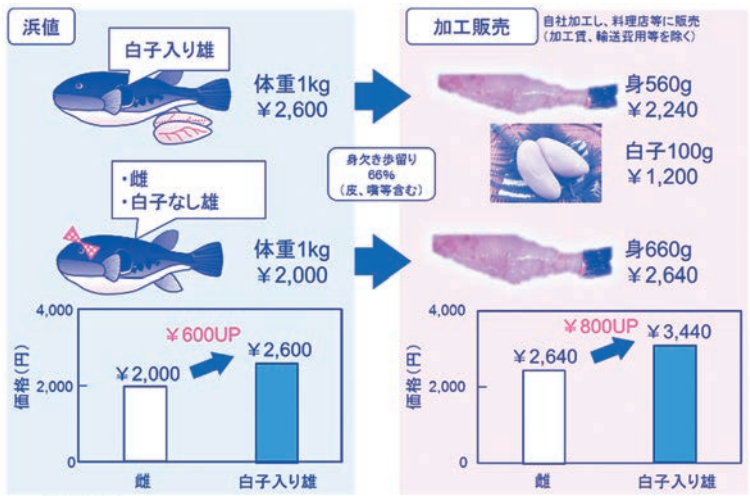 浜値
白子入り雄
体重1kg
￥2,600
・雌
・白子なし雄
体重1kg
￥2,000
身欠き歩留り
66%
(皮、嘴等含む)
加工販売
自社加工し、料理店等に販売
(加工賃、輸送費用等を除く)
身560g
￥2,240
白子100g
￥1,200
身660g
￥2,640
価格(円)
4,000
2,000
0
￥600UP
￥2,000
￥2,600
雌
白子入り雄
価格(円)
4,000
2,000
0
￥800UP
￥2,640
￥3,440
雌
白子入り雄